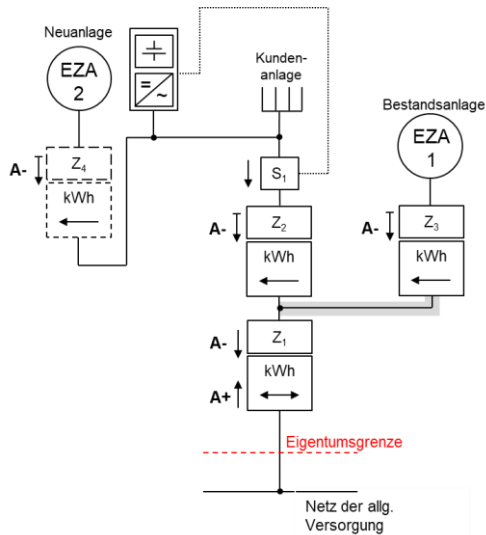 Neuanlage
EZA
2
=
~
Kunden-
anlage
Bestandsanlage
EZA
1
A-
Z4
kWh
S1
A-
Z2
kWh
A-
Z3
kWh
A-
Z1
A+
kWh
Eigentumsgrenze
Netz der allg.
Versorgung